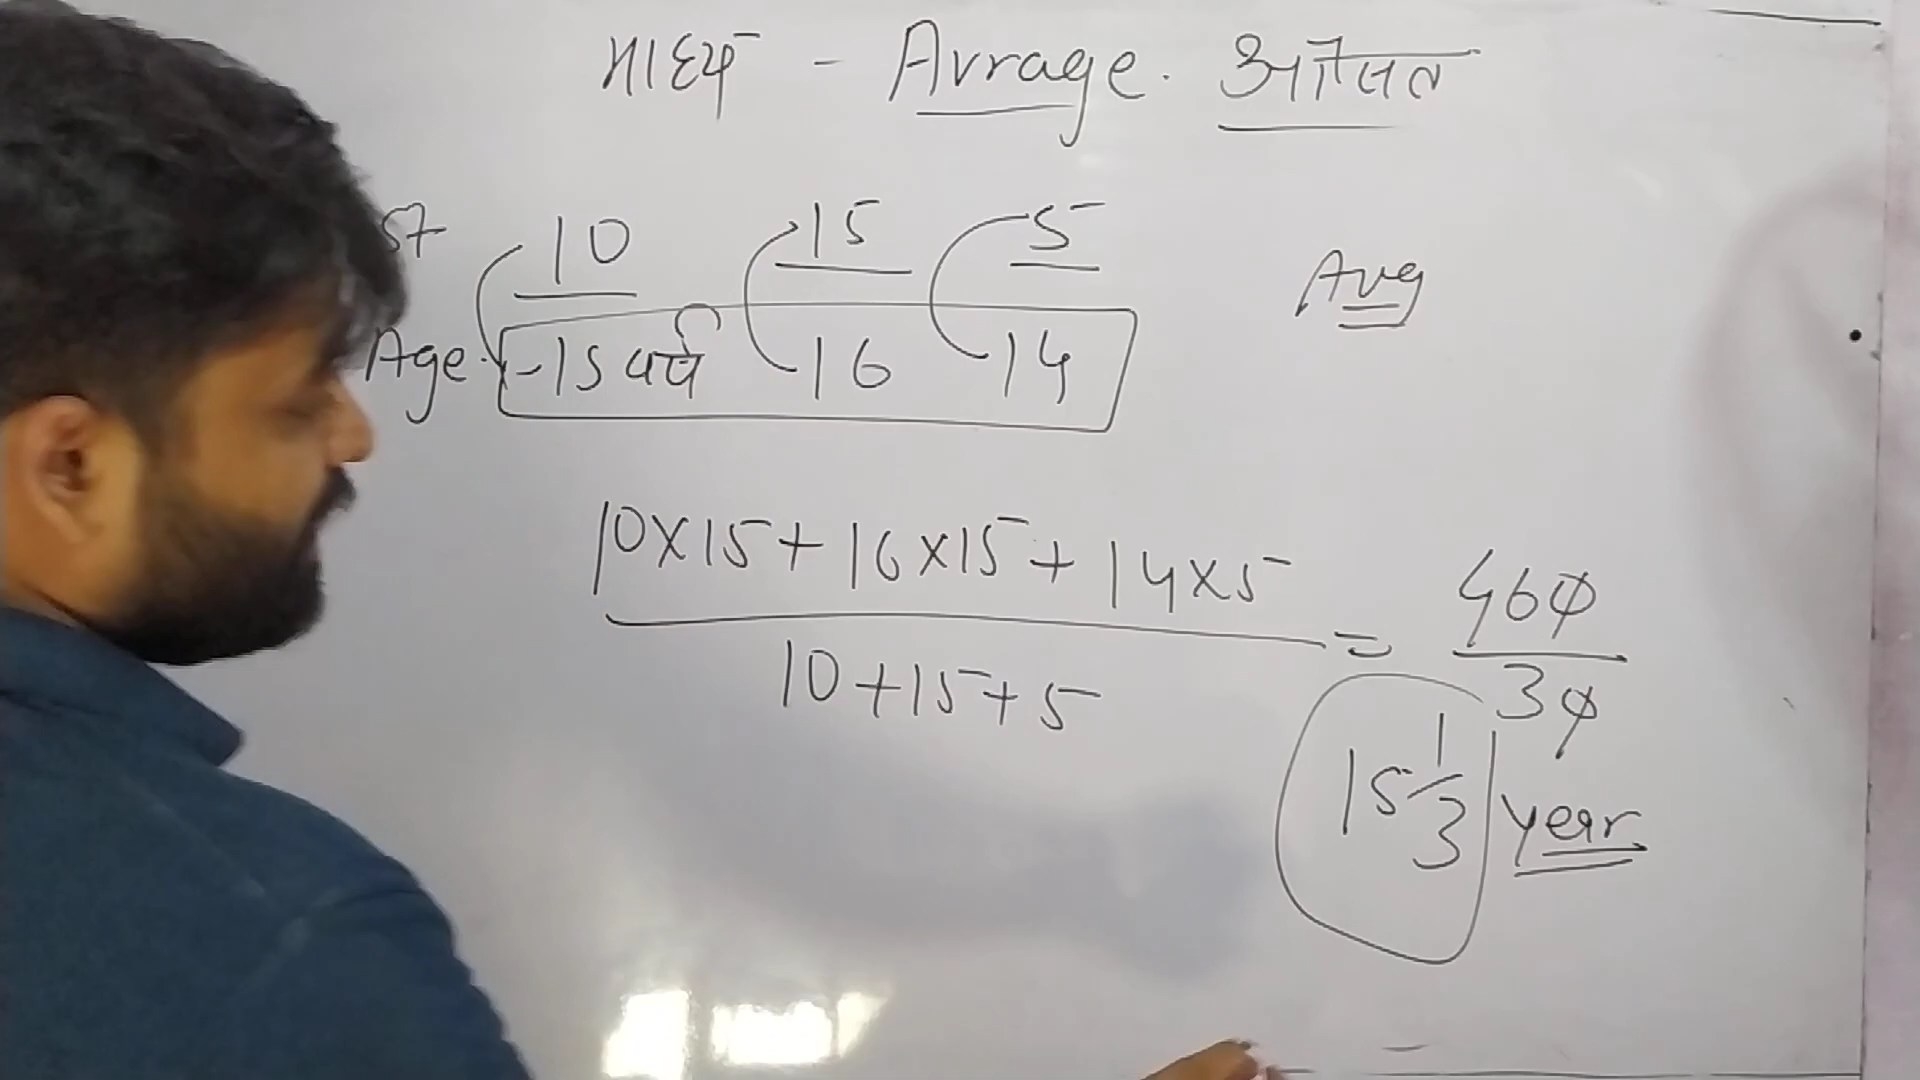 माध्य - Avrage. औसत
st 10 15 5
Age. - 15 वर्ष 16 14
Avg
10×15+16×15+14×5 = 460
10+15+5 30
15 1/3 year